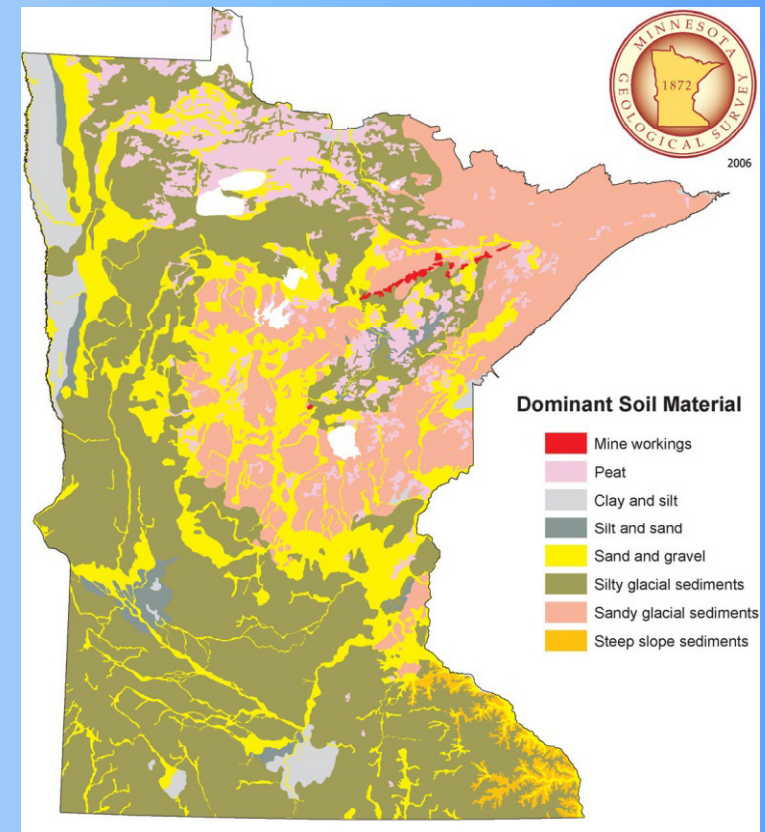 MINNESOTA
1872
GEOLOGICAL SURVEY
2006
Dominant Soil Material
Mine workings
Peat
Clay and silt
Silt and sand
Sand and gravel
Silty glacial sediments
Sandy glacial sediments
Steep slope sediments